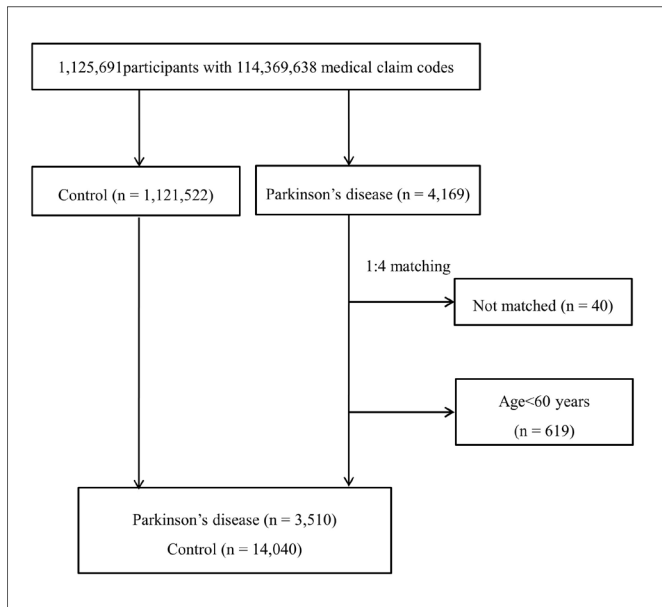 1,125,691participants with 114,369,638 medical claim codes
Control (n = 1,121,522)
Parkinson's disease (n = 4,169)
1:4 matching
Not matched (n = 40)
Age<60 years
(n = 619)
Parkinson's disease (n = 3,510)
Control (n = 14,040)